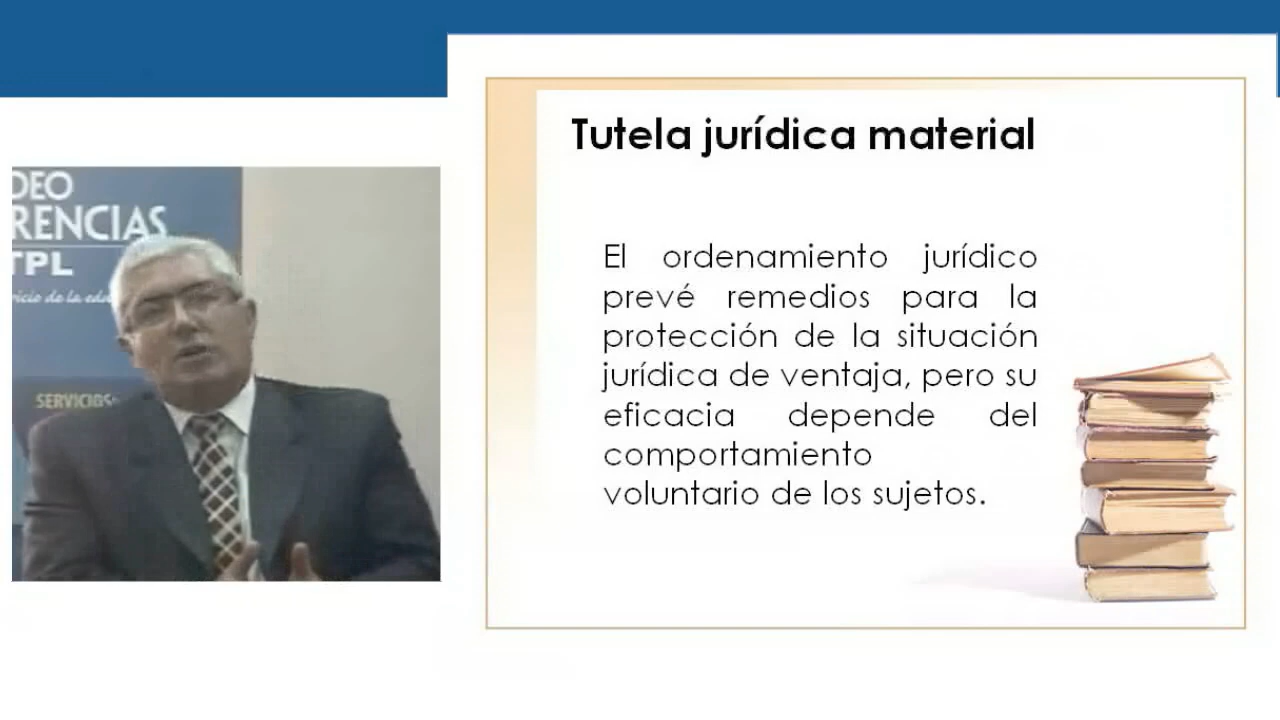 DEO
RENCIAS
TPL
SERVICIOS
Tutela jurídica material
El ordenamiento jurídico
prevé remedios para la
protección de la situación
jurídica de ventaja, pero su
eficacia depende del
comportamiento
voluntario de los sujetos.